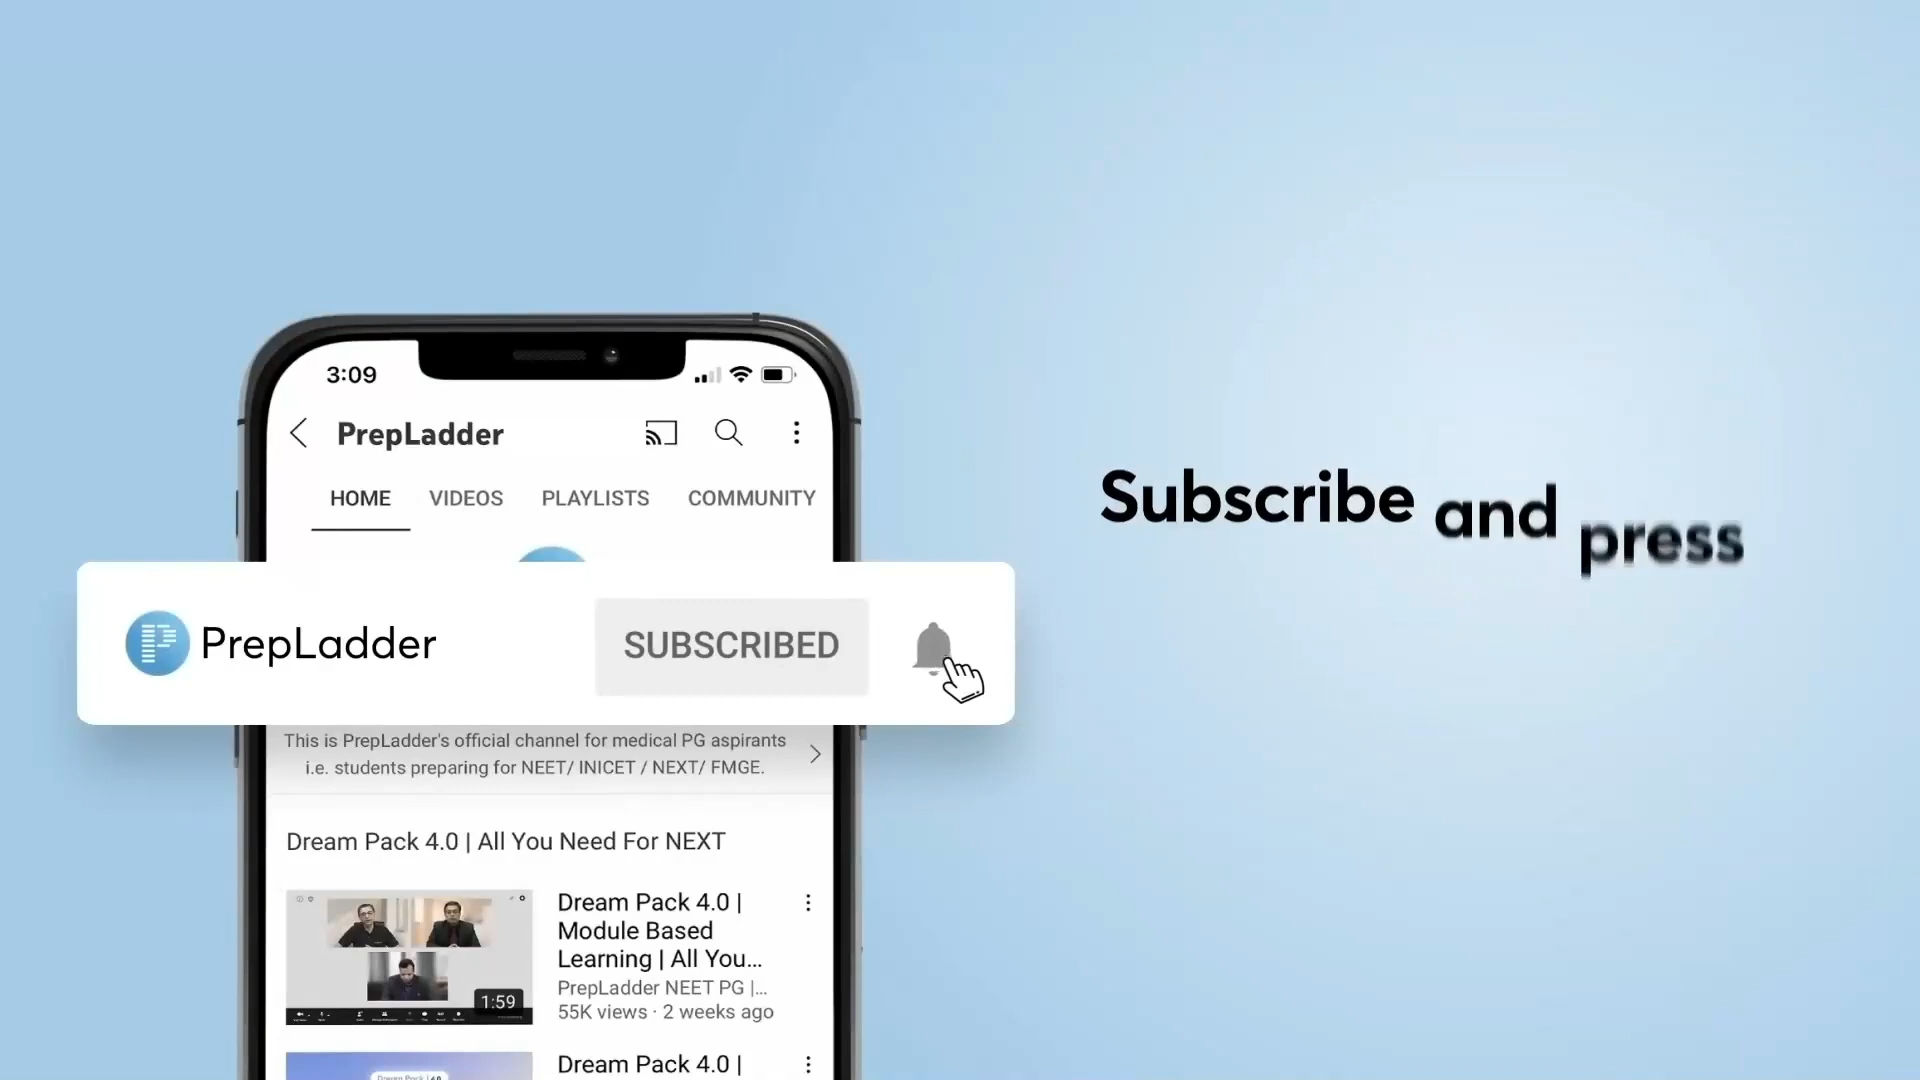 3:09
PrepLadder
HOME VIDEOS PLAYLISTS COMMUNITY
PrepLadder SUBSCRIBED
Subscribe and press
This is PrepLadder's official channel for medical PG aspirants
i.e. students preparing for NEET/ INICET / NEXT/ FMGE.
Dream Pack 4.0 | All You Need For NEXT
Dream Pack 4.0 |
Module Based
Learning | All You...
PrepLadder NEET PG |...
55K views · 2 weeks ago
1:59
Dream Pack 4.0 |